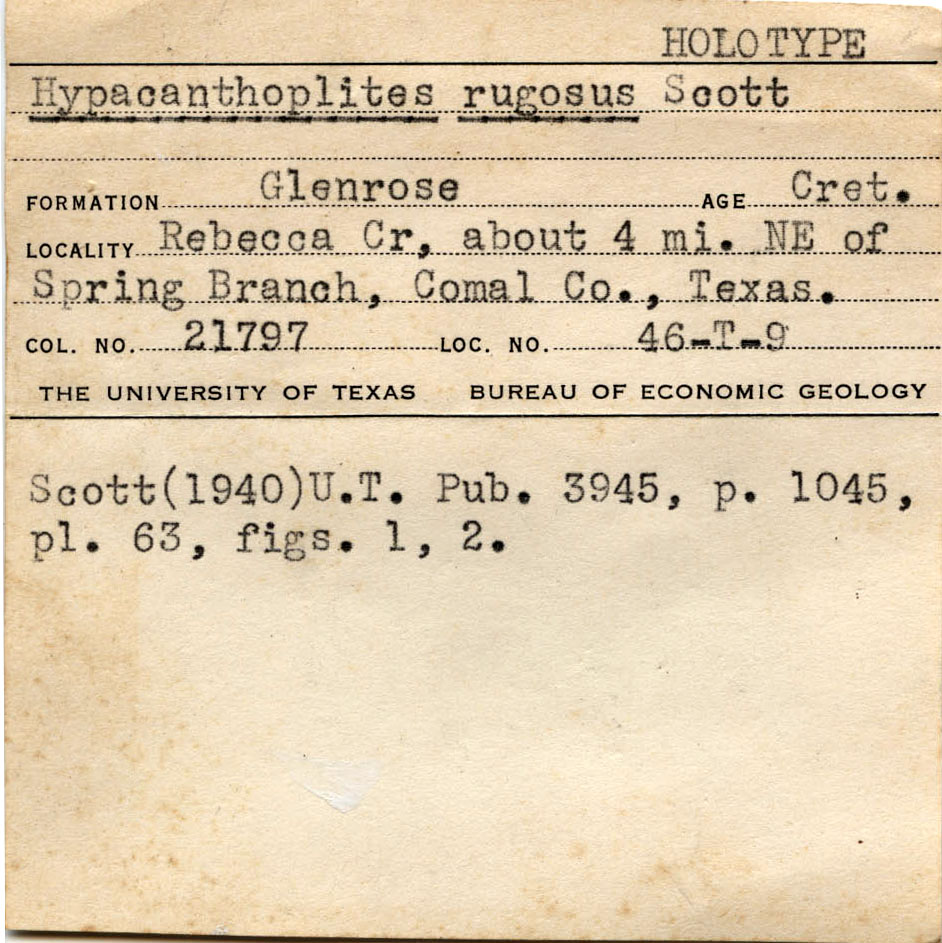 HOLOTYPE
Hypacanthoplites rugosus Scott
FORMATION Glenrose AGE Cret.
LOCALITY Rebecca Cr, about 4 mi. NE of
Spring Branch, Comal Co., Texas.
COL. NO. 21797 LOC. NO. 46-T-9
THE UNIVERSITY OF TEXAS BUREAU OF ECONOMIC GEOLOGY
Scott(1940)U.T. Pub. 3945, p. 1045,
pl. 63, figs. 1, 2.